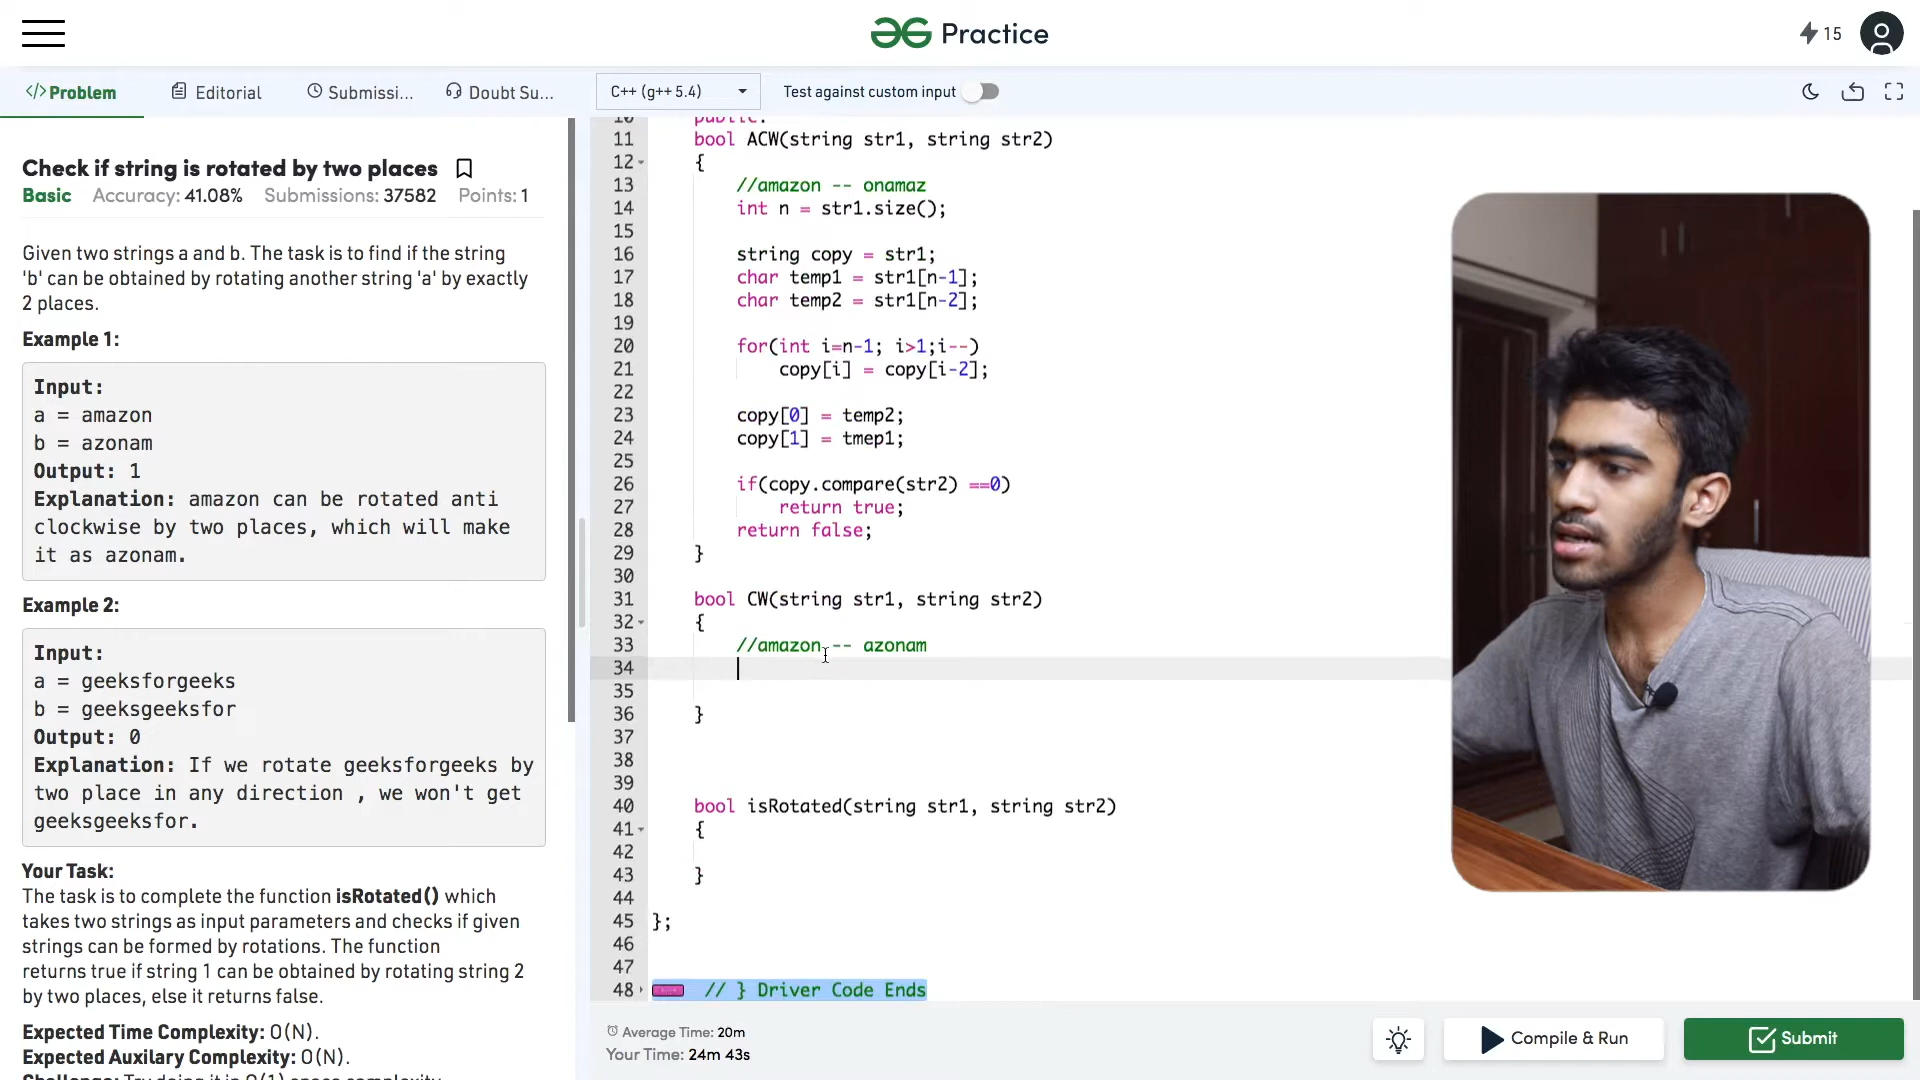 Practice
15
Problem
Editorial
Submissi...
Doubt Su...
C++ (g++ 5.4)
Test against custom input
Check if string is rotated by two places
Basic Accuracy: 41.08% Submissions: 37582 Points: 1
Given two strings a and b. The task is to find if the string
'b' can be obtained by rotating another string 'a' by exactly
2 places.
Example 1:
Input:
a = amazon
b = azonam
Output: 1
Explanation: amazon can be rotated anti
clockwise by two places, which will make
it as azonam.
Example 2:
Input:
a = geeksforgeeks
b = geeksgeeksfor
Output: 0
Explanation: If we rotate geeksforgeeks by
two place in any direction , we won't get
geeksgeeksfor.
Your Task:
The task is to complete the function isRotated() which
takes two strings as input parameters and checks if given
strings can be formed by rotations. The function
returns true if string 1 can be obtained by rotating string 2
by two places, else it returns false.
Expected Time Complexity: O(N).
Expected Auxilary Complexity: O(N).
Challenge: Try doing it in O(1) space complexity
10 public:
11 bool ACW(string str1, string str2)
12 {
13 //amazon -- onamaz
14 int n = str1.size();
15
16 string copy = str1;
17 char temp1 = str1[n-1];
18 char temp2 = str1[n-2];
19
20 for(int i=n-1; i>1;i--)
21 copy[i] = copy[i-2];
22
23 copy[0] = temp2;
24 copy[1] = tmep1;
25
26 if(copy.compare(str2) ==0)
27 return true;
28 return false;
29 }
30
31 bool CW(string str1, string str2)
32 {
33 //amazon -- azonam
34
35
36 }
37
38
39
40 bool isRotated(string str1, string str2)
41 {
42
43 }
44
45 };
46
47
48 // } Driver Code Ends
Average Time: 20m
Your Time: 24m 43s
Compile & Run
Submit